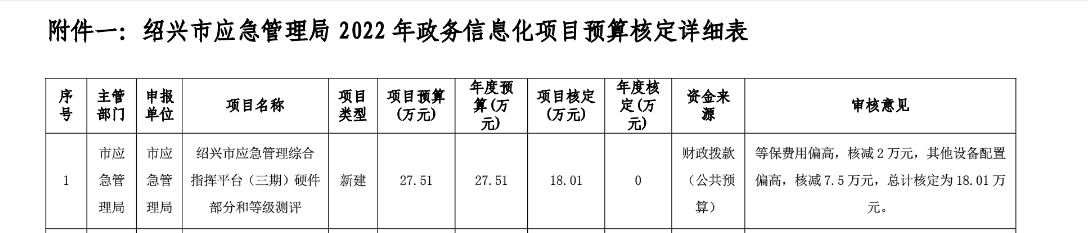 附件一：绍兴市应急管理局 2022 年政务信息化项目预算核定详细表
序号 主管部门 申报单位 项目名称 项目类型 项目预算(万元) 年度预算(万元) 项目核定(万元) 年度核定(万元) 资金来源 审核意见
1 市应急管理局 市应急管理局 绍兴市应急管理综合指挥平台（三期）硬件部分和等级测评 新建 27.51 27.51 18.01 0 财政拨款（公共预算） 等保费用偏高，核减 2 万元，其他设备配置偏高，核减 7.5 万元，总计核定为 18.01 万元。